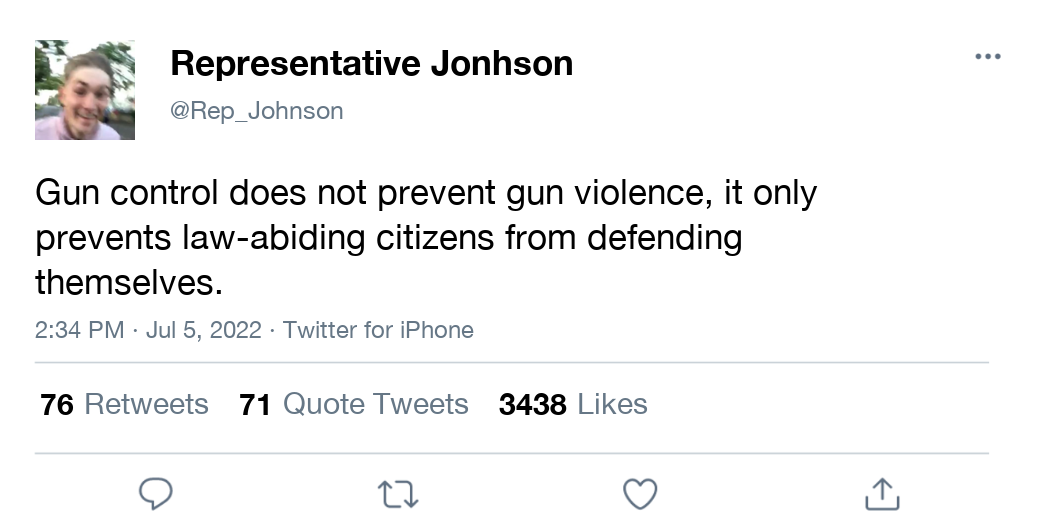 Representative Jonhson
@Rep_Johnson
Gun control does not prevent gun violence, it only
prevents law-abiding citizens from defending
themselves.
2:34 PM · Jul 5, 2022 · Twitter for iPhone
76 Retweets 71 Quote Tweets 3438 Likes